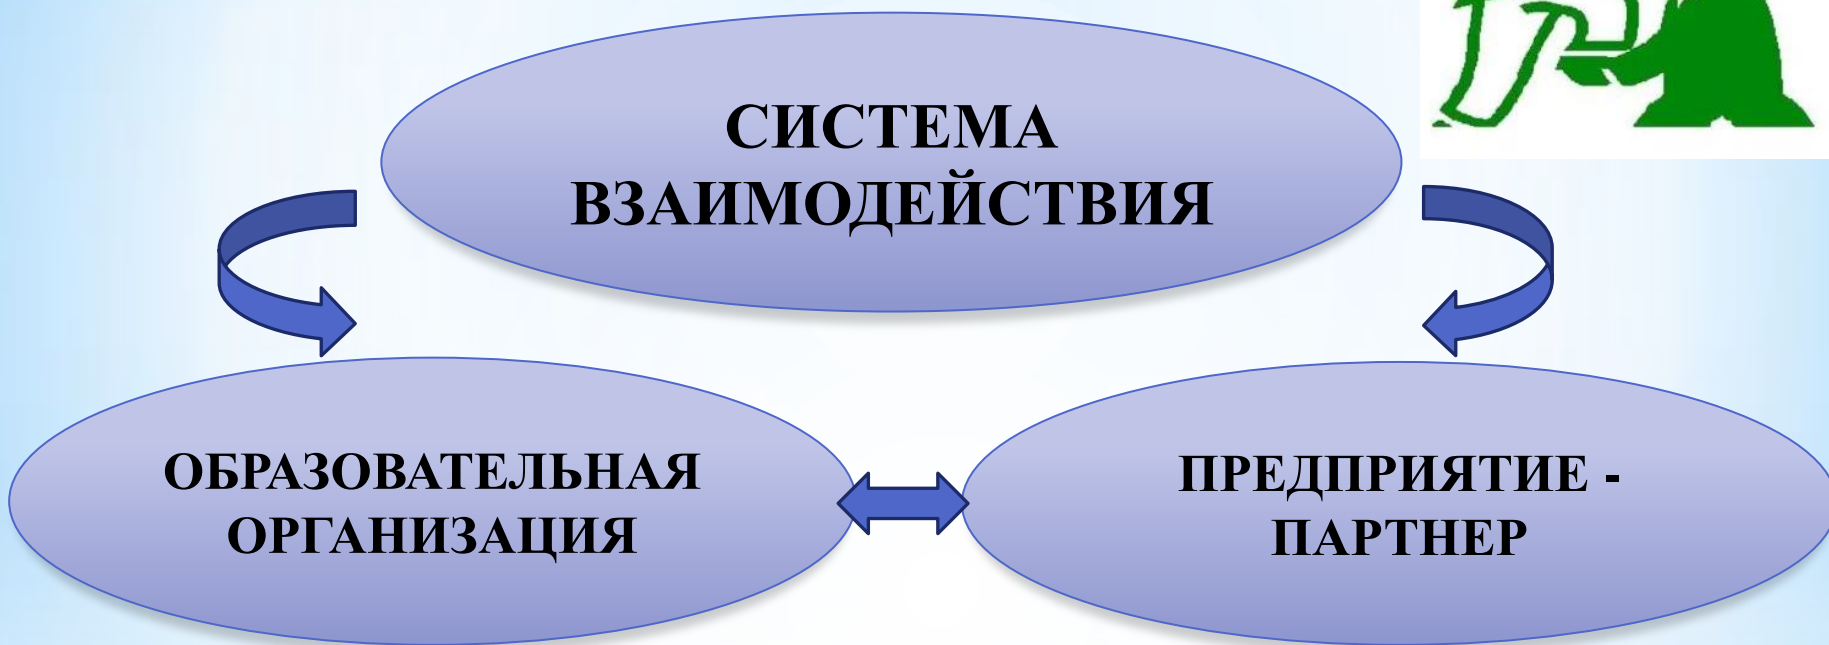 СИСТЕМА
ВЗАИМОДЕЙСТВИЯ
ОБРАЗОВАТЕЛЬНАЯ
ОРГАНИЗАЦИЯ
ПРЕДПРИЯТИЕ -
ПАРТНЕР